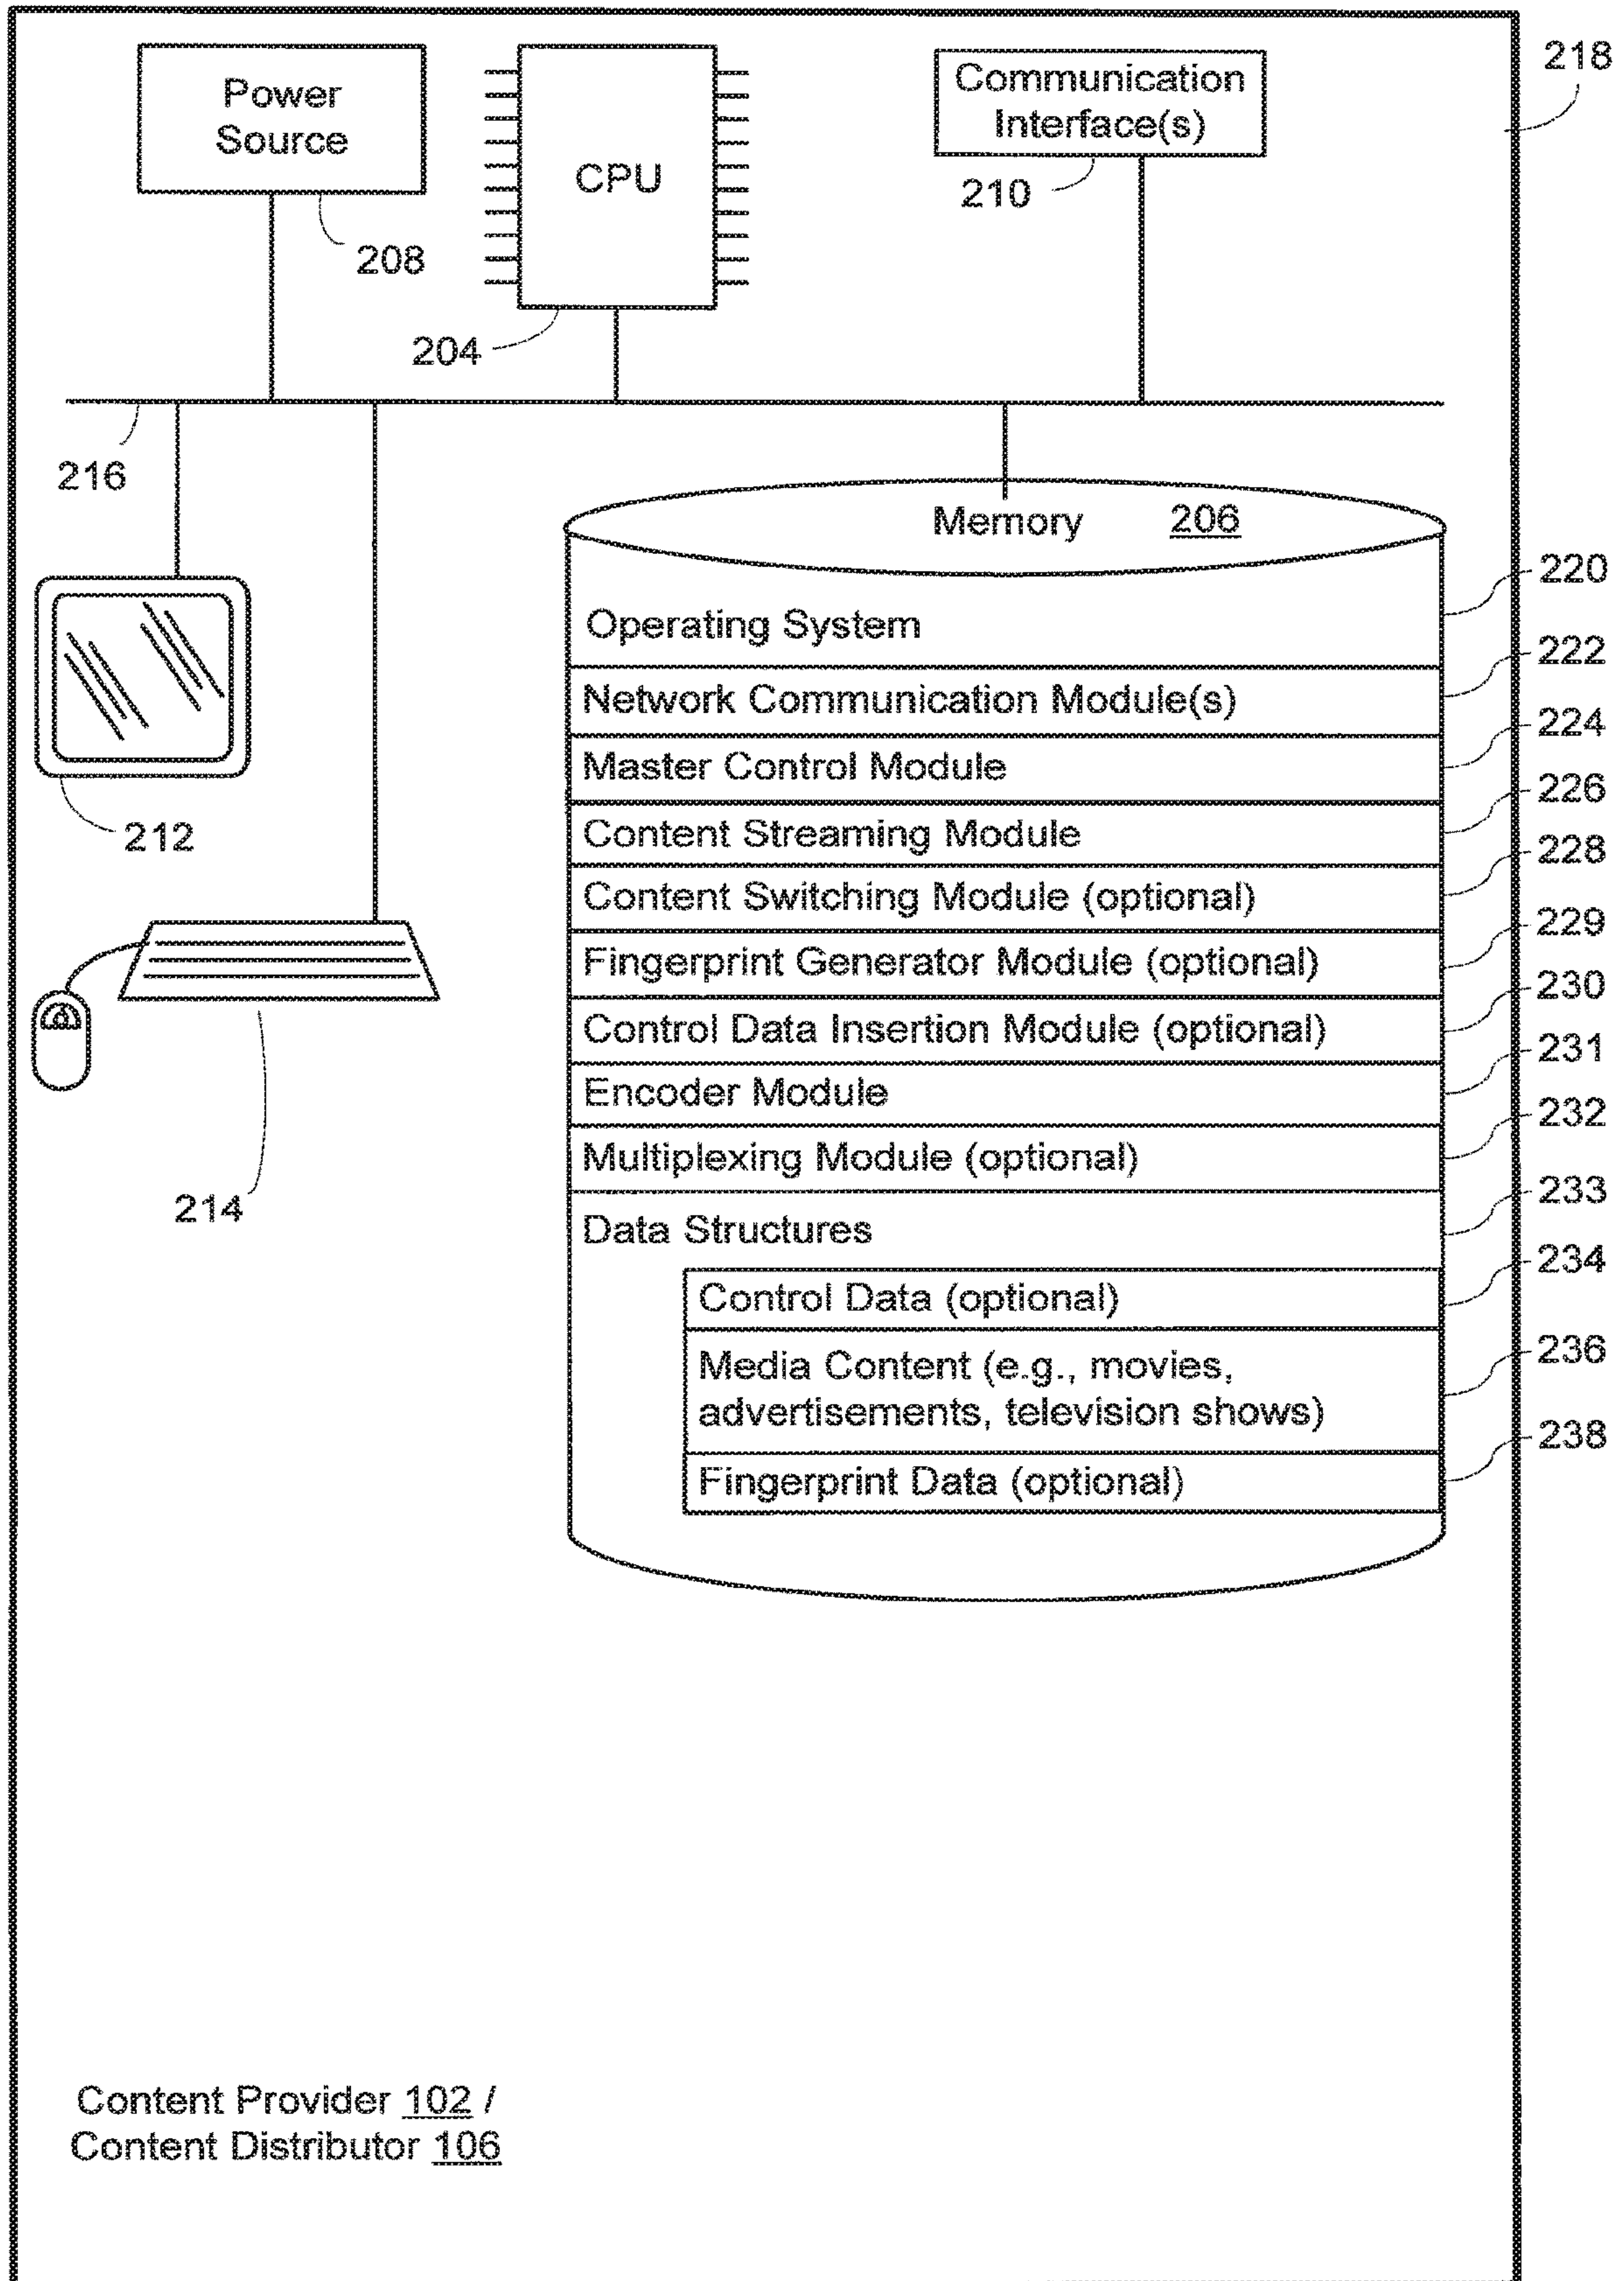 218
Power
Source
208
CPU
204
Communication
Interface(s)
210
216
Memory 206
212
214
Operating System
220
Network Communication Module(s)
222
Master Control Module
224
Content Streaming Module
226
Content Switching Module (optional)
228
Fingerprint Generator Module (optional)
229
Control Data Insertion Module (optional)
230
Encoder Module
231
Multiplexing Module (optional)
232
Data Structures
233
Control Data (optional)
234
Media Content (e.g., movies,
advertisements, television shows)
236
Fingerprint Data (optional)
238
Content Provider 102 /
Content Distributor 106